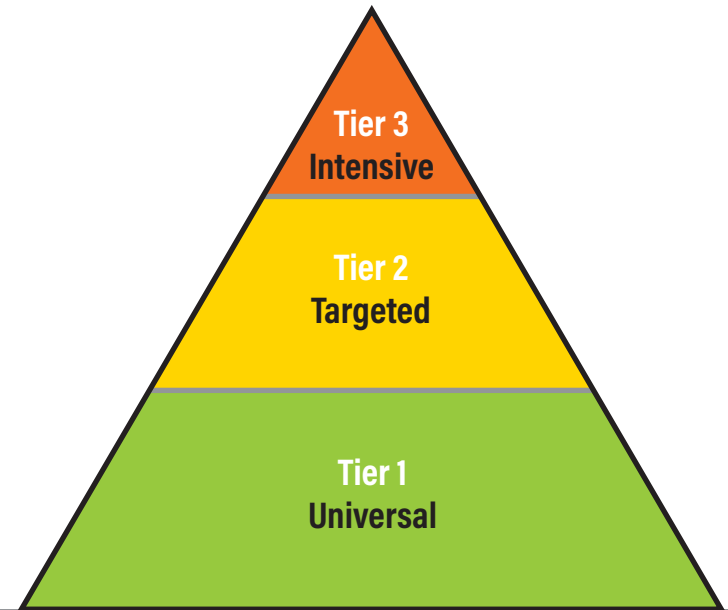 Tier 3
Intensive
Tier 2
Targeted
Tier 1
Universal